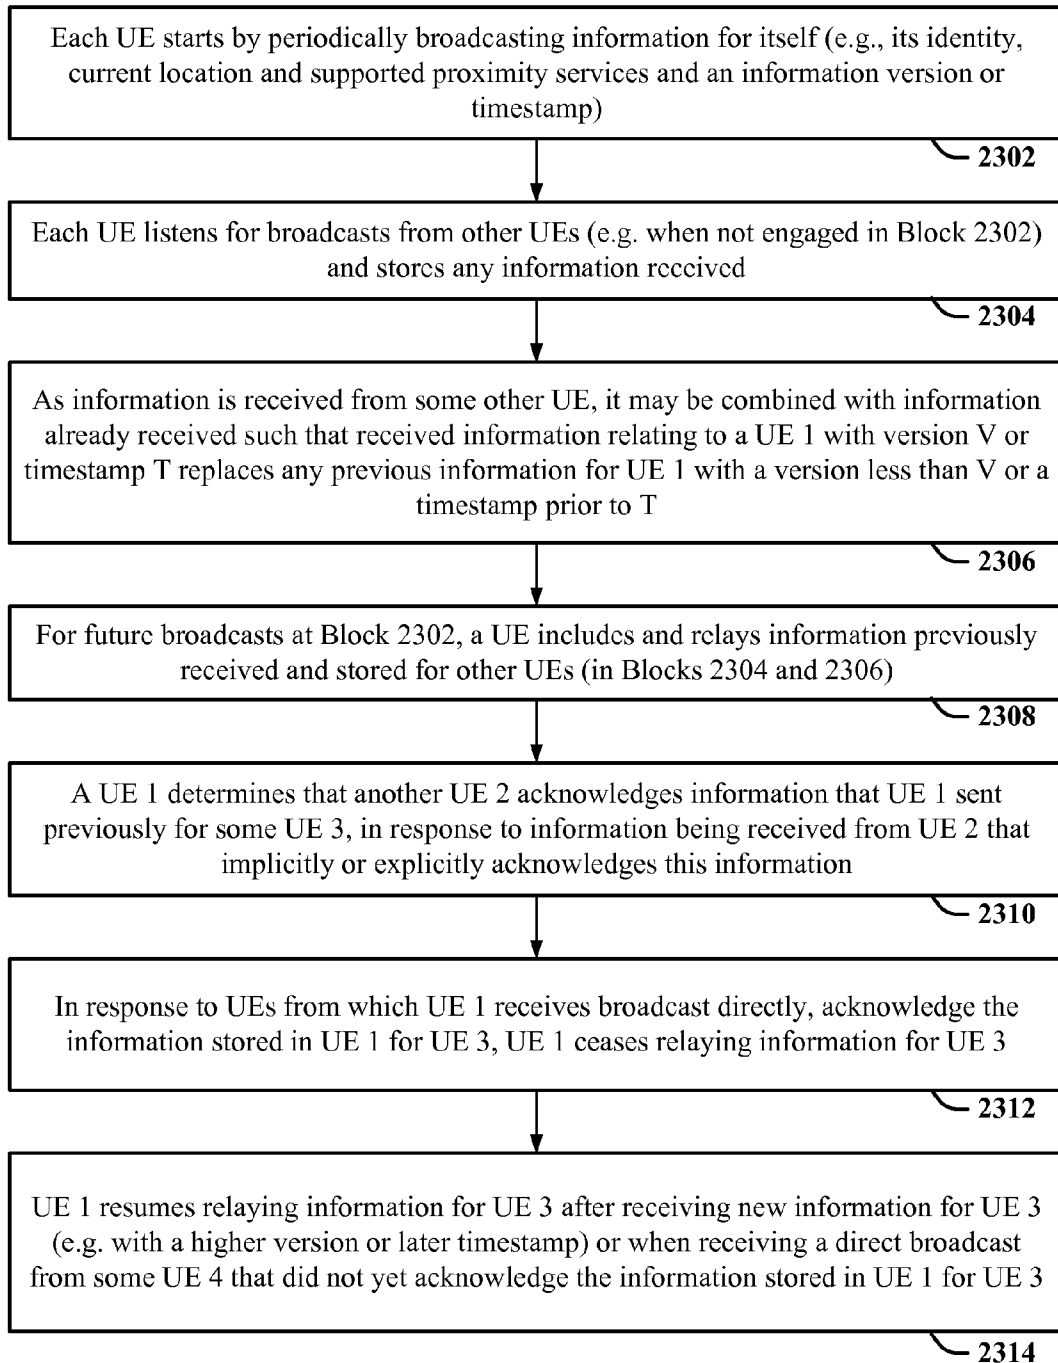 Each UE starts by periodically broadcasting information for itself (e.g., its identity,
current location and supported proximity services and an information version or
timestamp)
2302
Each UE listens for broadcasts from other UEs (e.g. when not engaged in Block 2302)
and stores any information received
2304
As information is received from some other UE, it may be combined with information
already received such that received information relating to a UE 1 with version V or
timestamp T replaces any previous information for UE 1 with a version less than V or a
timestamp prior to T
2306
For future broadcasts at Block 2302, a UE includes and relays information previously
received and stored for other UEs (in Blocks 2304 and 2306)
2308
A UE 1 determines that another UE 2 acknowledges information that UE 1 sent
previously for some UE 3, in response to information being received from UE 2 that
implicitly or explicitly acknowledges this information
2310
In response to UEs from which UE 1 receives broadcast directly, acknowledge the
information stored in UE 1 for UE 3, UE 1 ceases relaying information for UE 3
2312
UE 1 resumes relaying information for UE 3 after receiving new information for UE 3
(e.g. with a higher version or later timestamp) or when receiving a direct broadcast
from some UE 4 that did not yet acknowledge the information stored in UE 1 for UE 3
2314